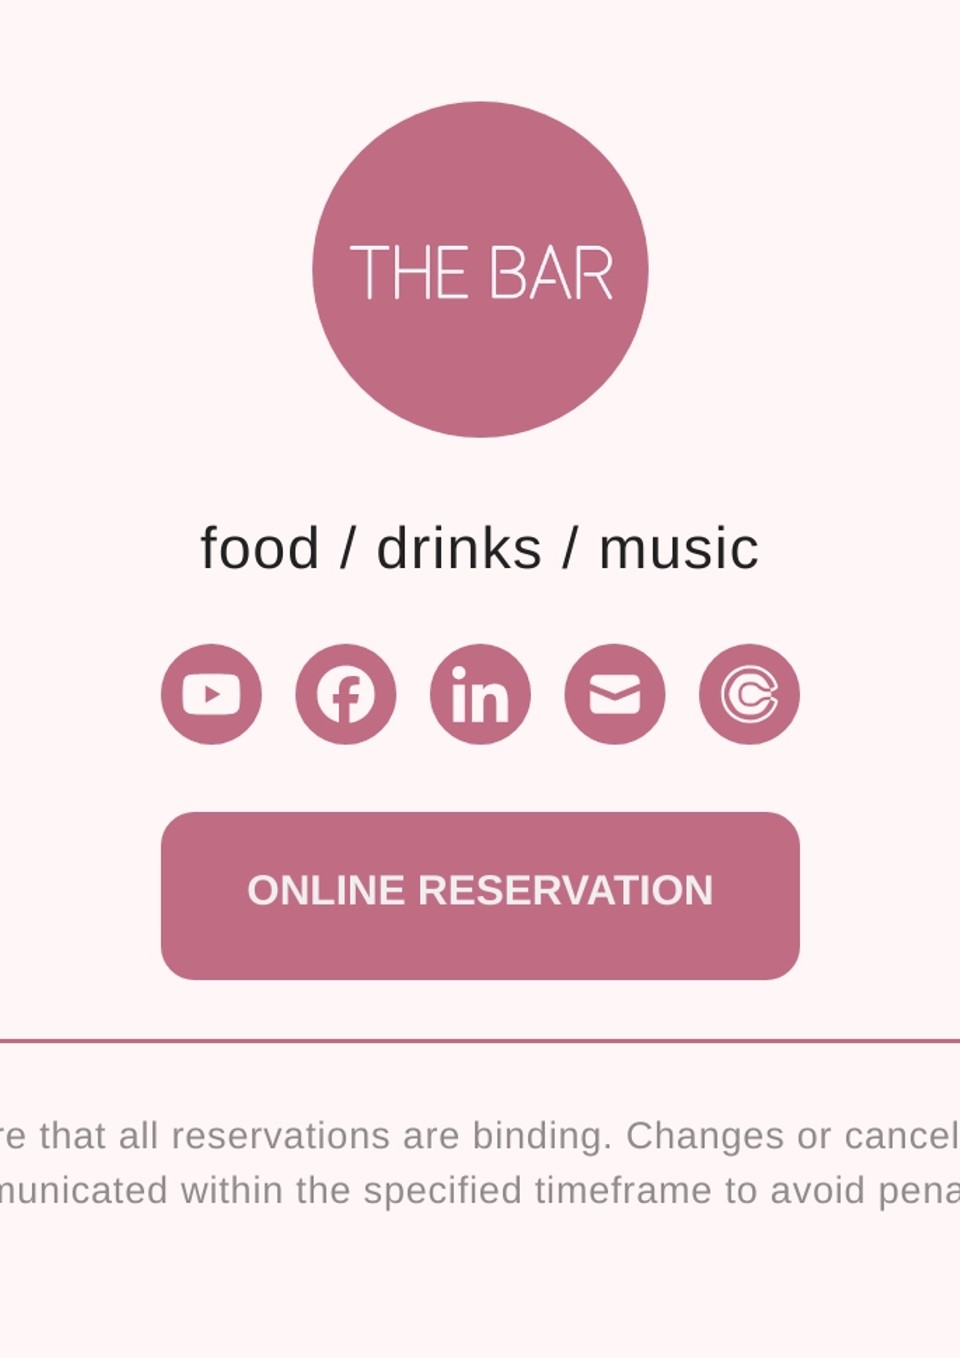 THE BAR
food / drinks / music
ONLINE RESERVATION
that all reservations are binding. Changes or
within the specified timeframe to avoid